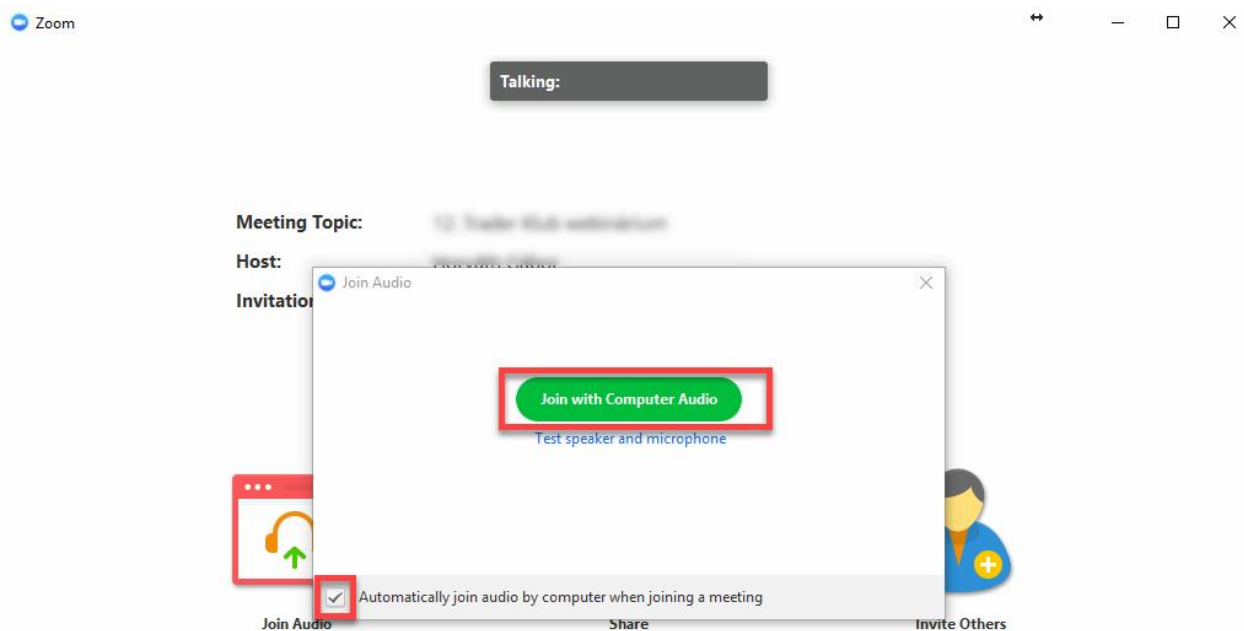 Zoom
Talking:
Meeting Topic:
Host:
Invitation
Join Audio
Join with Computer Audio
Test speaker and microphone
Automatically join audio by computer when joining a meeting
Join Audio
Share
Invite Others